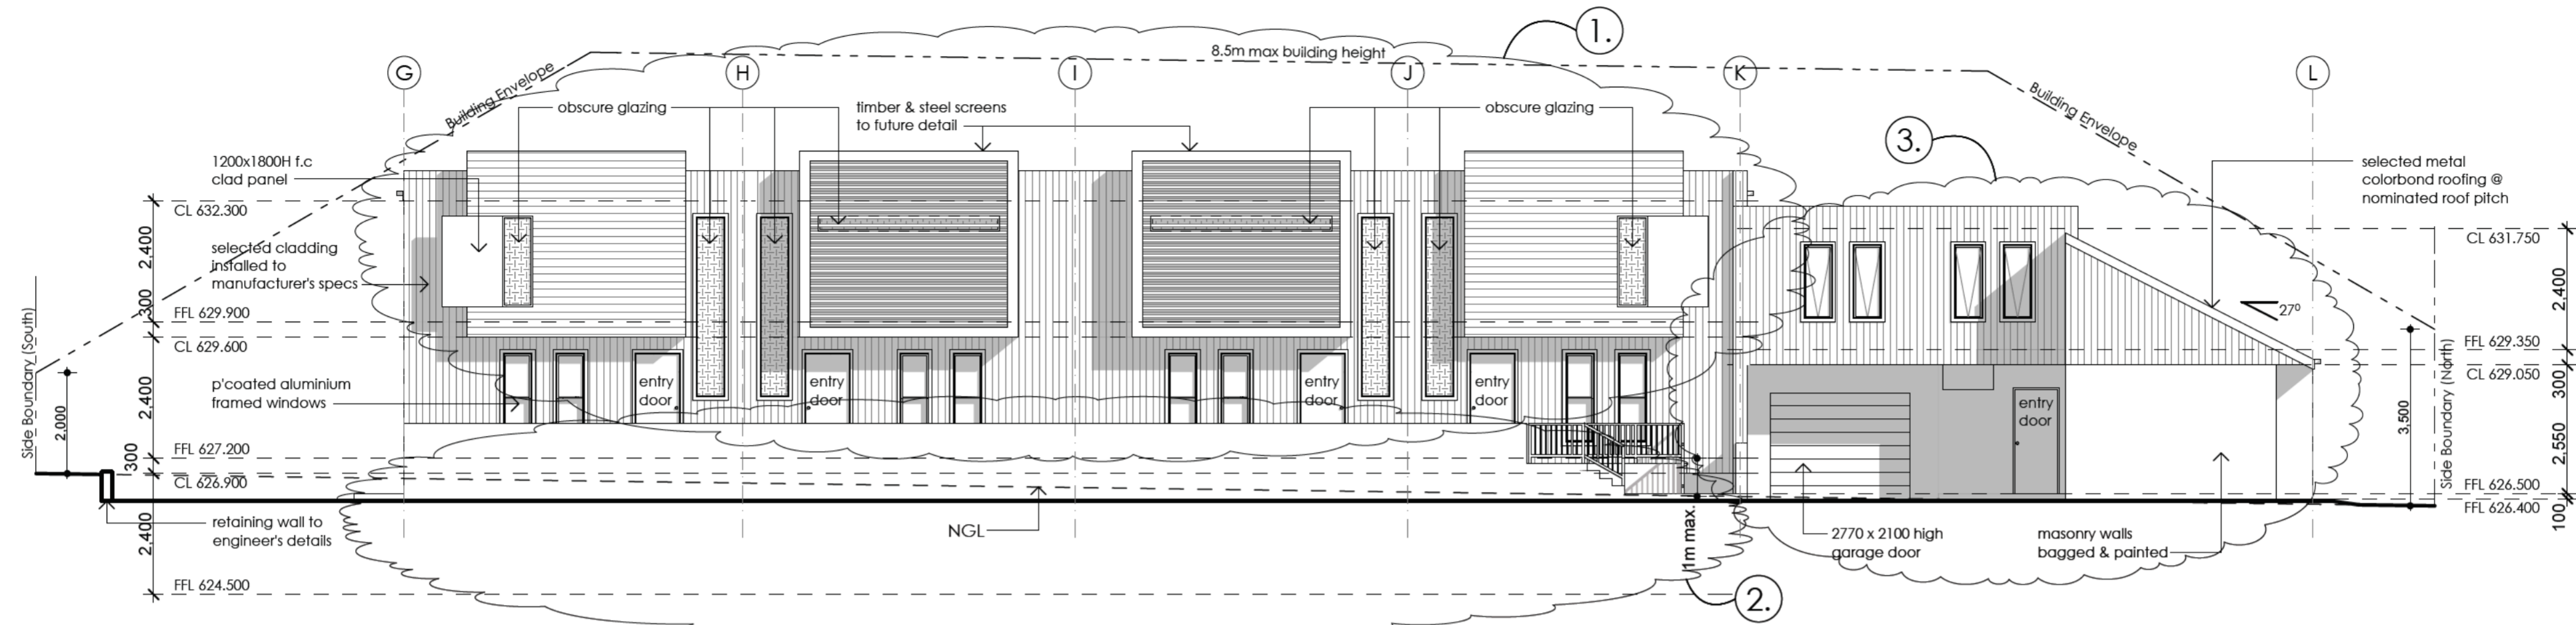 1.
8.5m max building height
G
H
I
J
K
L
Building Envelope
Building Envelope
obscure glazing
timber & steel screens
to future detail
obscure glazing
3.
1200x1800H f.c
clad panel
selected metal
colorbond roofing @
nominated roof pitch
CL 632.300
CL 631.750
2,400
selected cladding
installed to
manufacturer's specs
2,400
300
FFL 629.900
27⁰
CL 629.600
FFL 629.350
Side Boundary (South)
Side Boundary (North)
CL 629.050
300
p'coated aluminium
framed windows
2,400
2,000
entry
door
entry
door
entry
door
entry
door
entry
door
3,500
2,550
FFL 627.200
300
CL 626.900
FFL 626.500
FFL 626.400
100
retaining wall to
engineer's details
2,400
NGL
1m max.
2770 x 2100 high
garage door
masonry walls
bagged & painted
FFL 624.500
2.